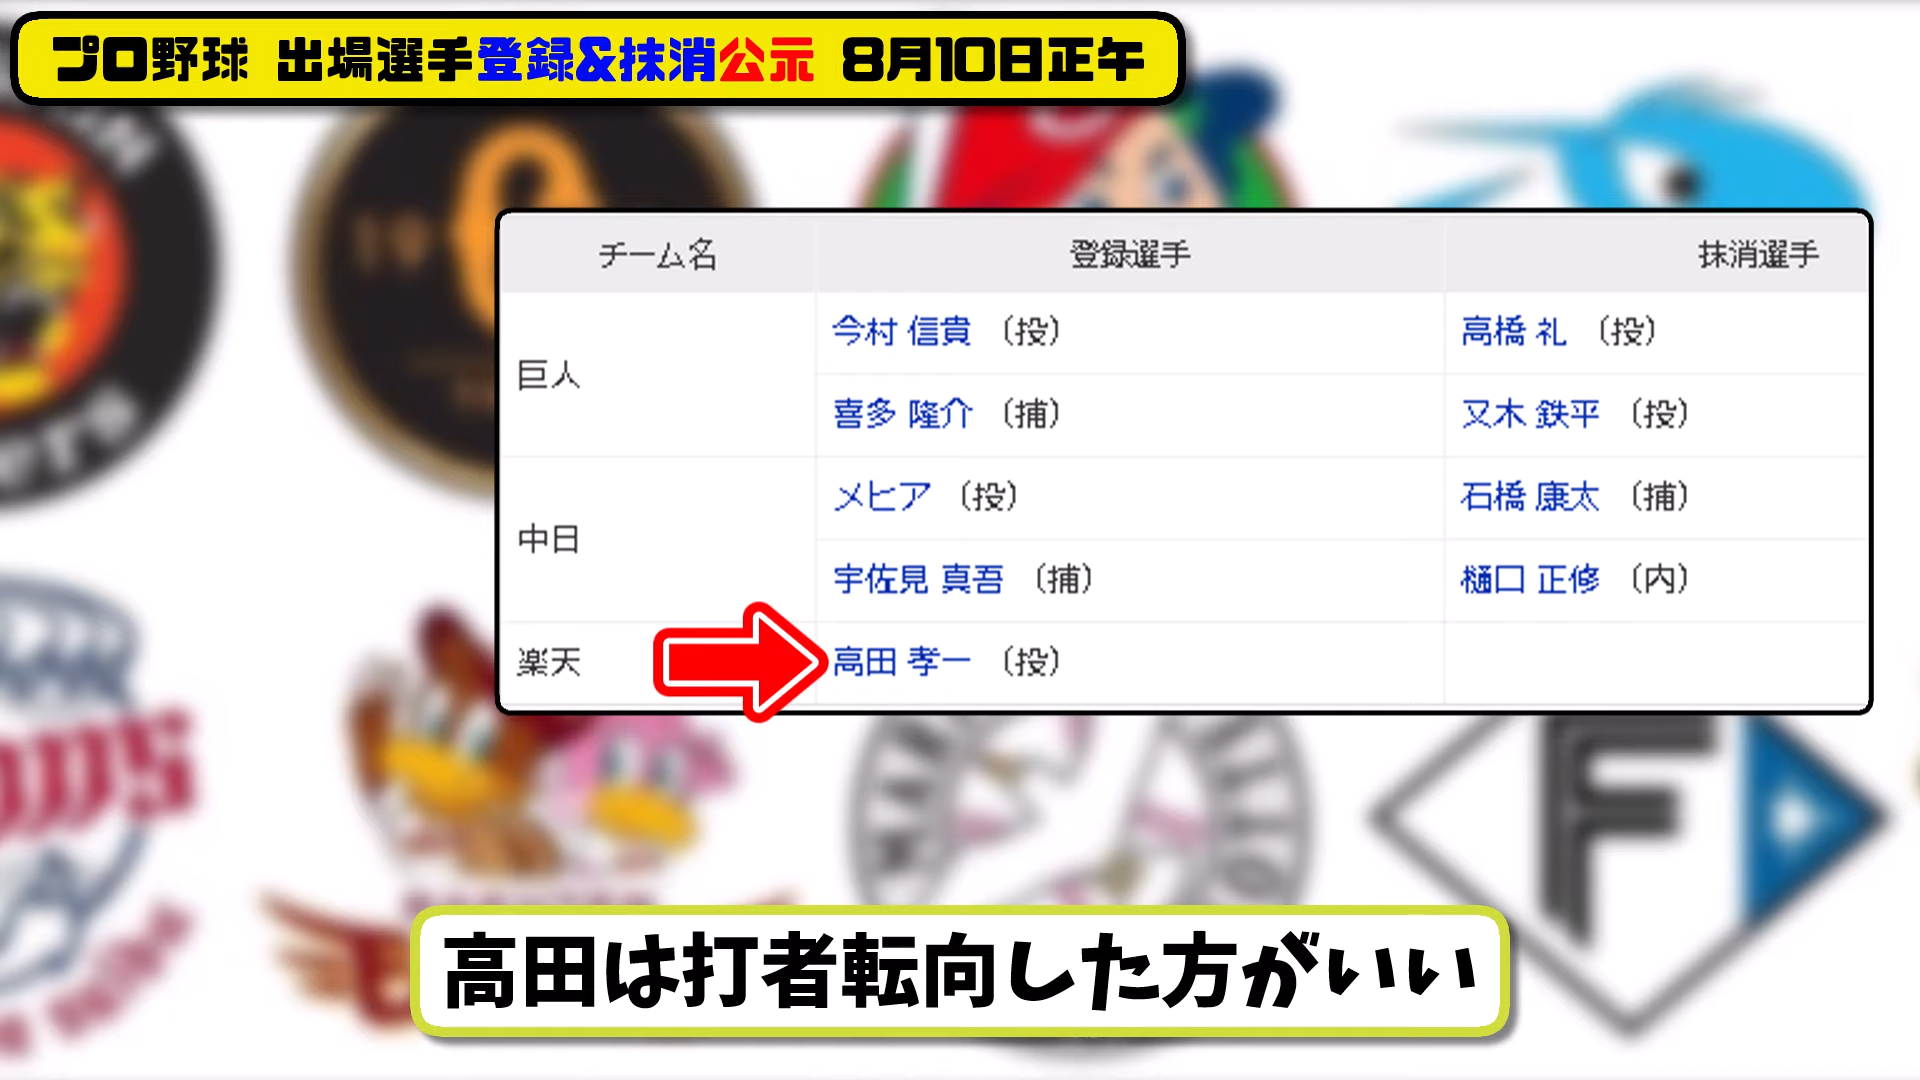 プロ野球 出場選手登録&抹消公示 8月10日正午
チーム名 登録選手 抹消選手
巨人 今村 信貴 （投） 高橋 礼 （投）
喜多 隆介 （捕） 又木 鉄平 （投）
中日 メヒア （投） 石橋 康太 （捕）
宇佐見 真吾 （捕） 樋口 正修 （内）
楽天 高田 孝一 （投）
高田は打者転向した方がいい